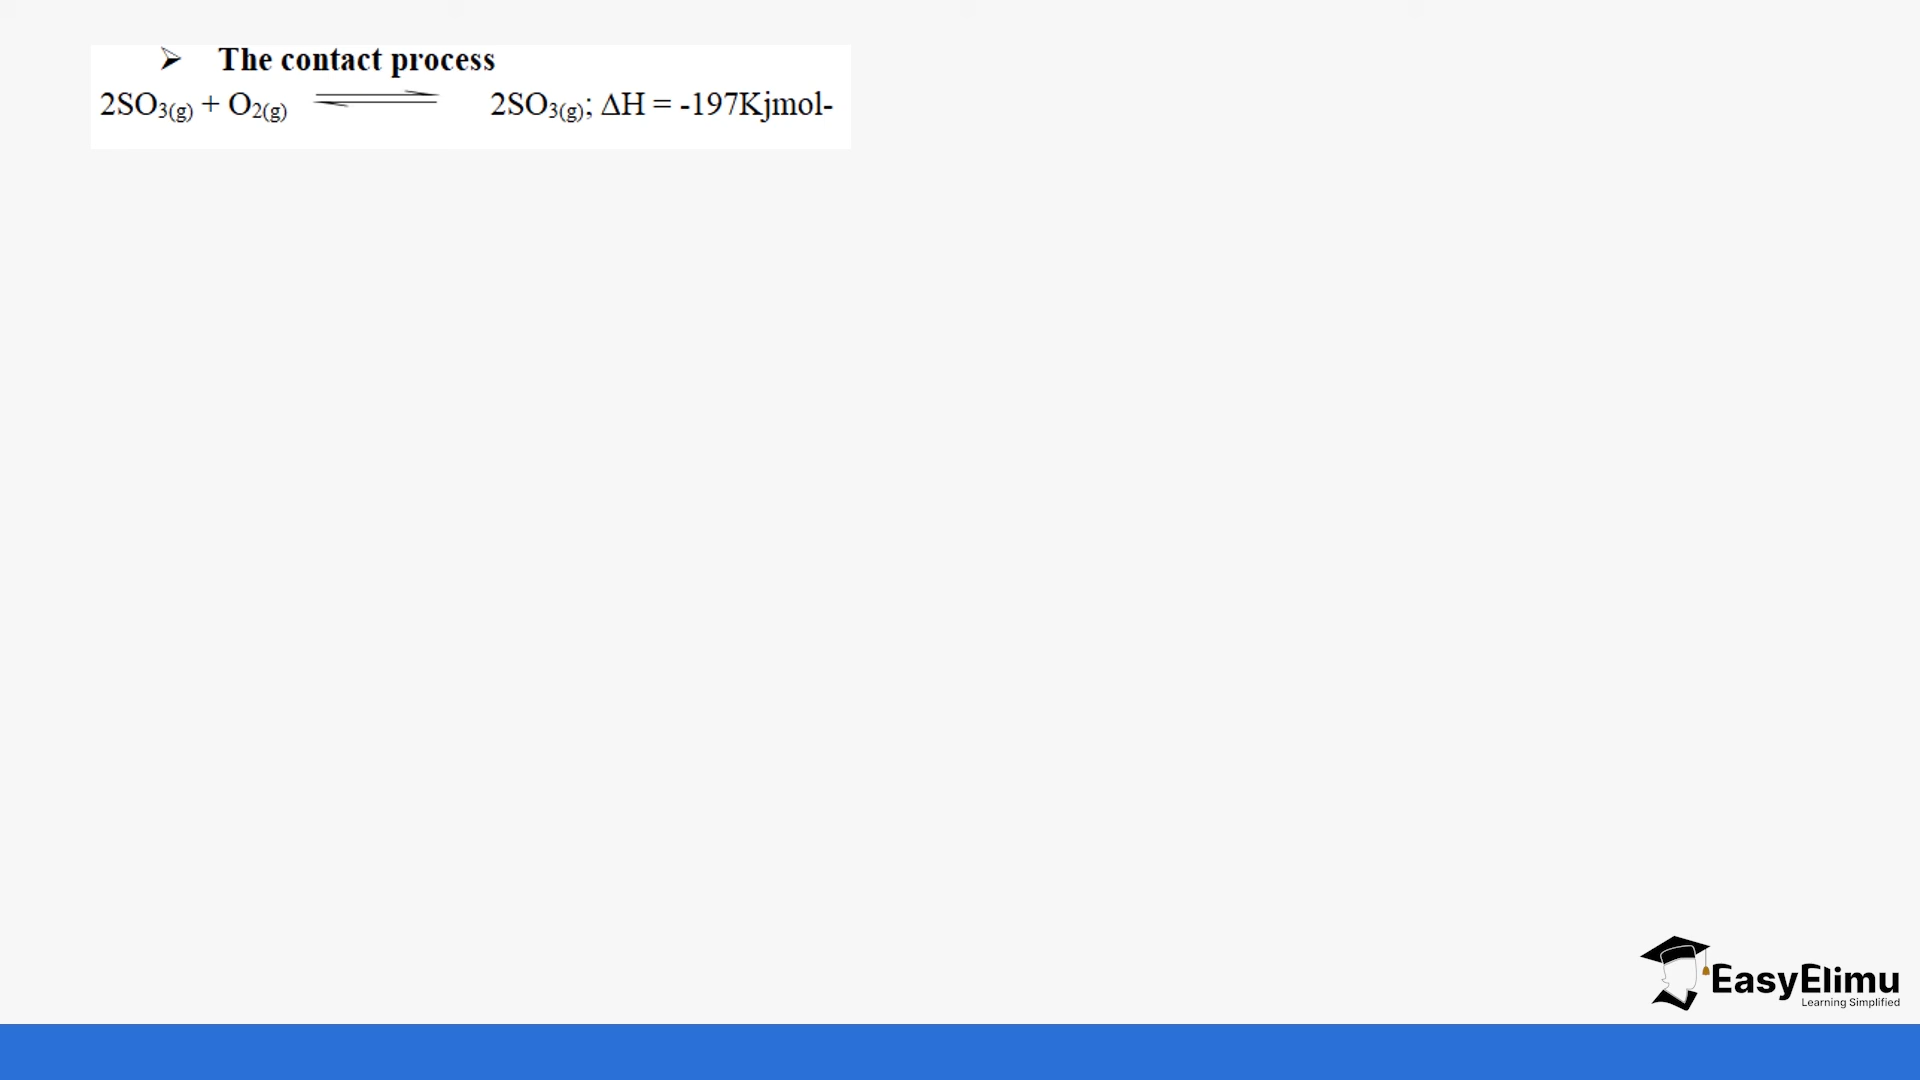 ➢ The contact process
2SO₃(g) + O₂(g) ⇌ 2SO₃(g); ΔH = -197Kjmol-
EasyElimu
Learning Simplified